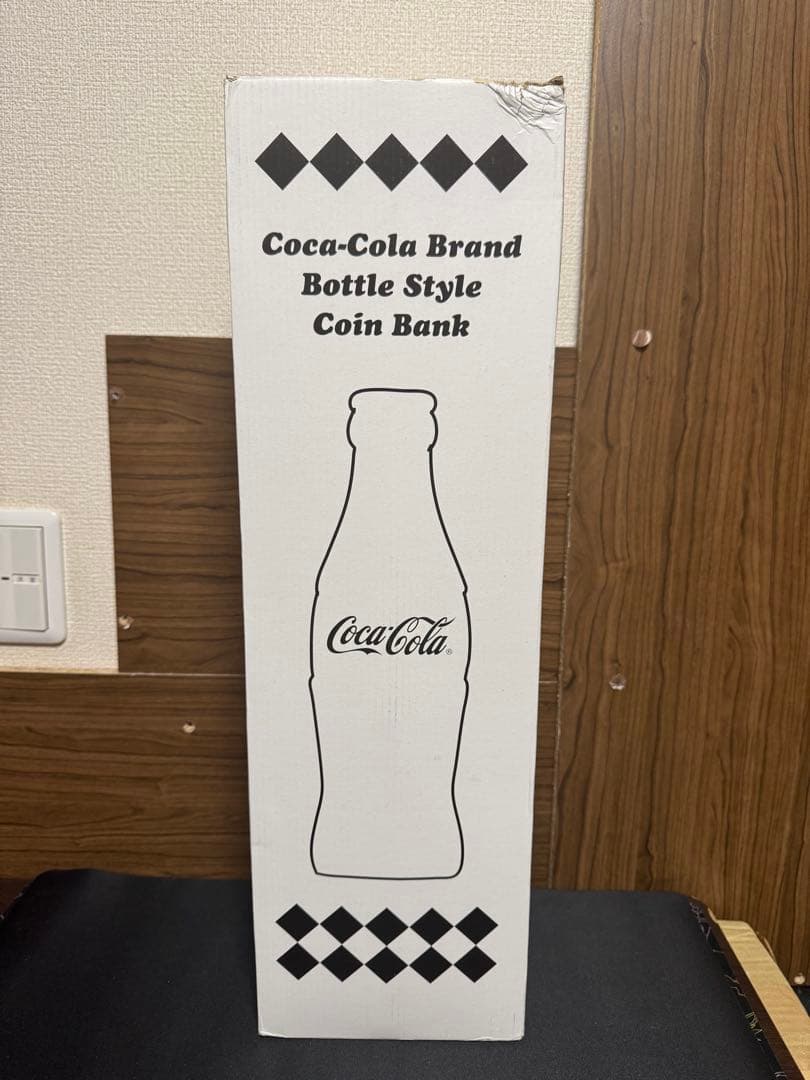 Coca-Cola Brand
Bottle Style
Coin Bank
Coca-Cola®